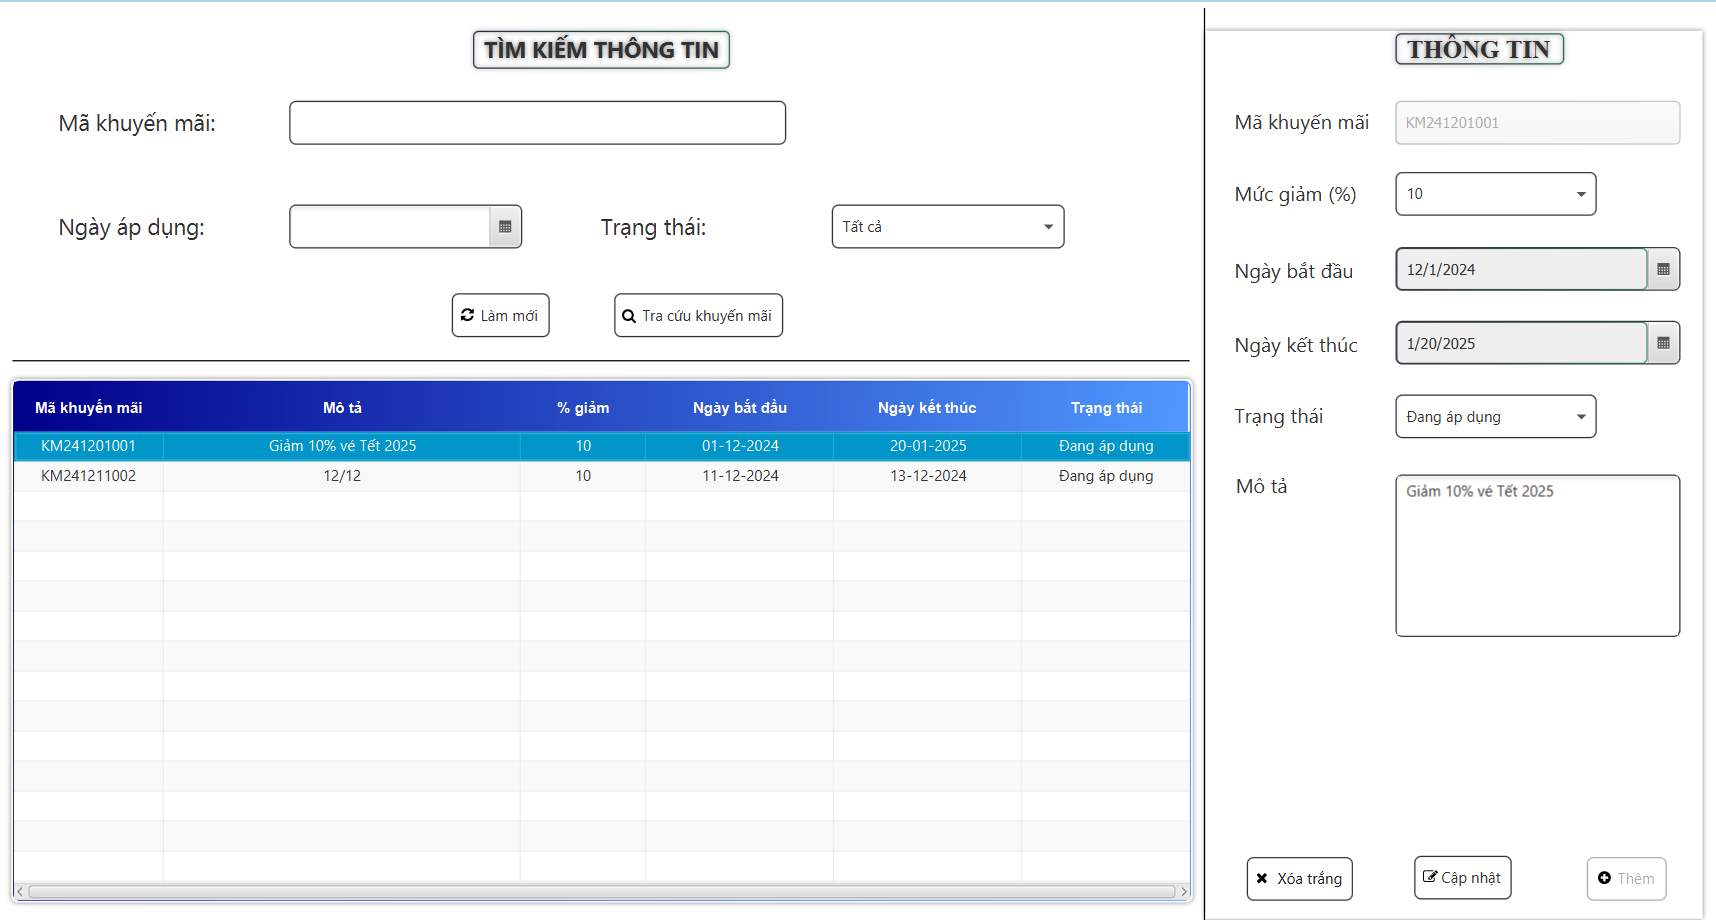 TÌM KIẾM THÔNG TIN
Mã khuyến mãi:
Ngày áp dụng:
Trạng thái:
Tất cả
Làm mới
Tra cứu khuyến mãi
Mã khuyến mãi Mô tả % giảm Ngày bắt đầu Ngày kết thúc Trạng thái
KM241201001 Giảm 10% vé Tết 2025 10 01-12-2024 20-01-2025 Đang áp dụng
KM241211002 12/12 10 11-12-2024 13-12-2024 Đang áp dụng
THÔNG TIN
Mã khuyến mãi KM241201001
Mức giảm (%) 10
Ngày bắt đầu 12/1/2024
Ngày kết thúc 1/20/2025
Trạng thái Đang áp dụng
Mô tả Giảm 10% vé Tết 2025
Xóa trắng
Cập nhật
Thêm